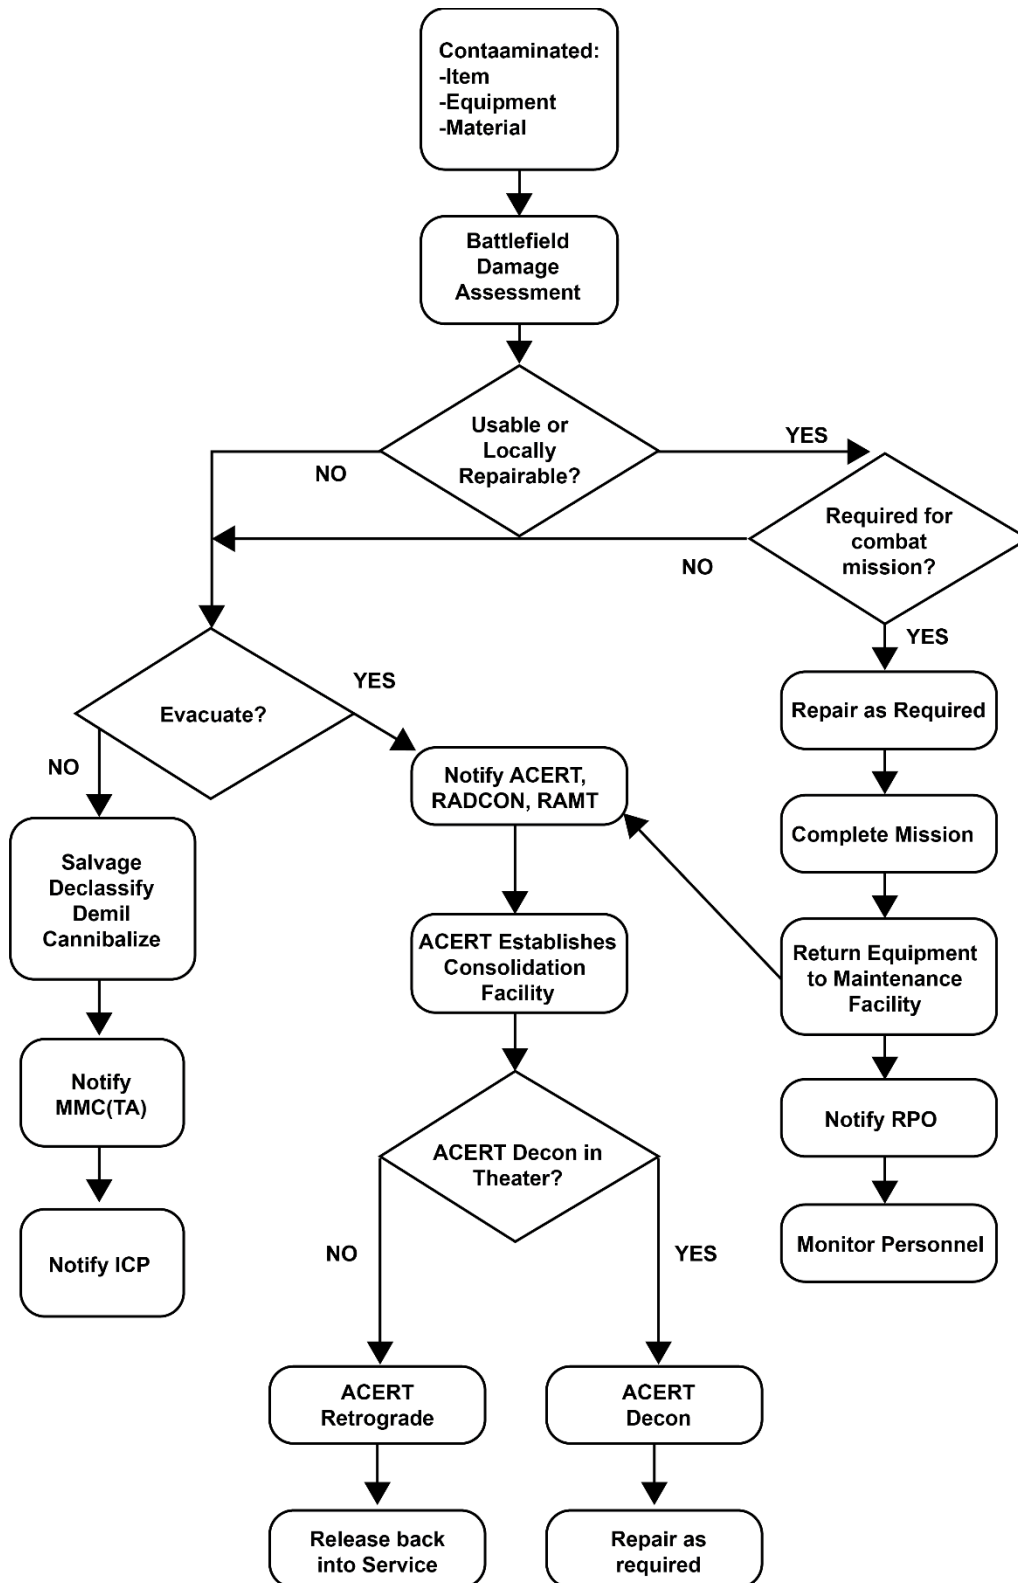 Contaaminated:
-Item
-Equipment
-Material
Battlefield
Damage
Assessment
Usable or
Locally
Repairable?
YES
NO
Required for
combat
mission?
NO
YES
Evacuate?
YES
NO
Repair as Required
Notify ACERT,
RADCON, RAMT
Complete Mission
Salvage
Declassify
Demil
Cannibalize
ACERT Establishes
Consolidation
Facility
Return Equipment
to Maintenance
Facility
Notify
MMC(TA)
Notify RPO
ACERT Decon in
Theater?
Monitor Personnel
Notify ICP
NO
YES
ACERT
Retrograde
ACERT
Decon
Release back
into Service
Repair as
required